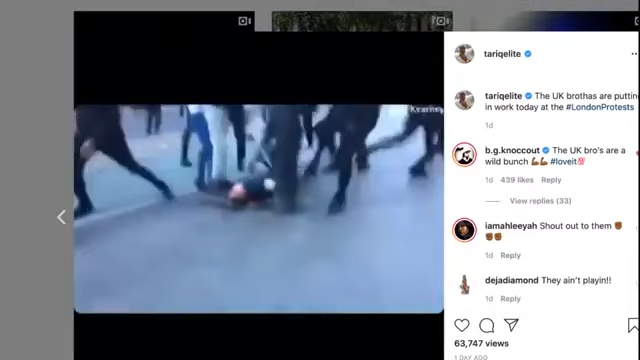 tariqelite
tariqelite The UK brothas are putting
in work today at the #LondonProtests
1d
b.g.knoccout The UK bro's are a
wild bunch 💪🏾💪🏾 #loveit💯
1d 439 likes Reply
View replies (33)
iamahleeyah Shout out to them ✊🏾
✊🏾✊🏾
1d Reply
dejadiamond They ain't playin!!
1d Reply
63,747 views
1 DAY AGO